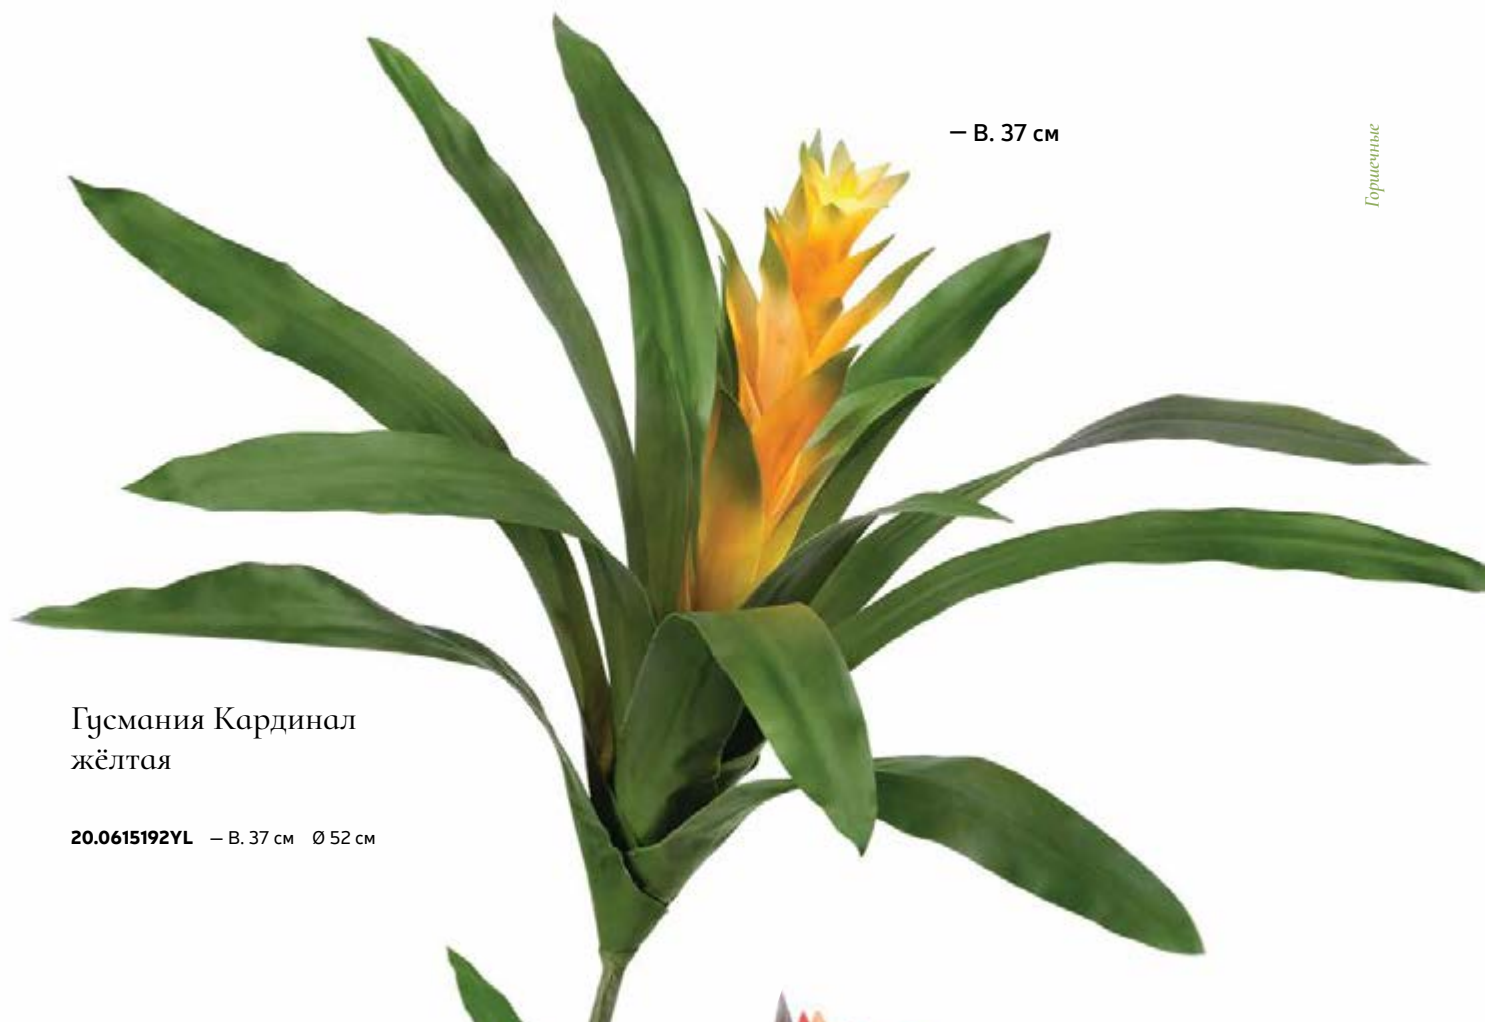 — В. 37 см
Горшечные
Гусмания Кардинал
жёлтая
20.0615192YL — В. 37 см Ø 52 см